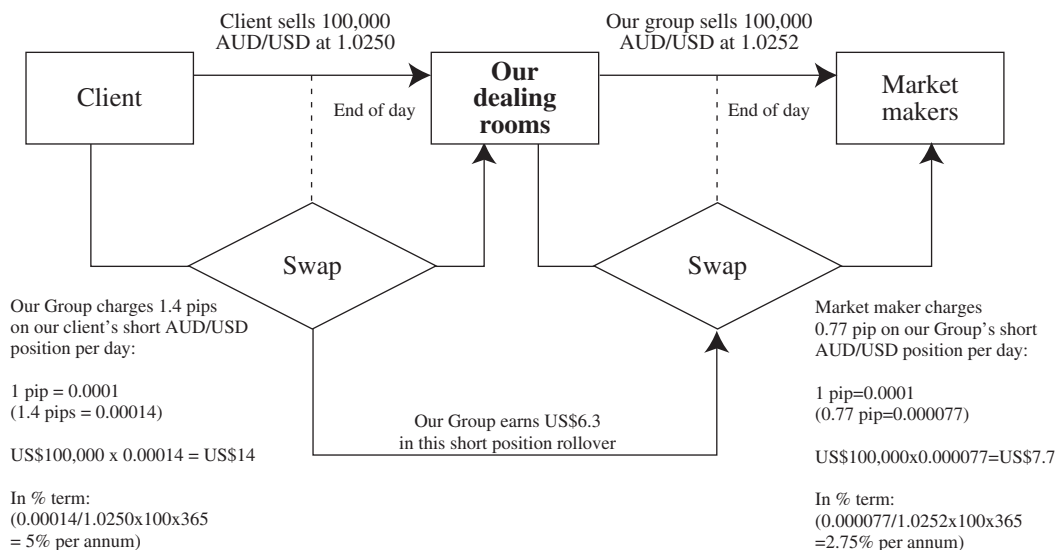 Client sells 100,000
AUD/USD at 1.0250
Our group sells 100,000
AUD/USD at 1.0252
Client
End of day
Our
dealing
rooms
End of day
Market
makers
Swap
Swap
Our Group charges 1.4 pips
on our client's short AUD/USD
position per day:
1 pip = 0.0001
(1.4 pips = 0.00014)
US$100,000 x 0.00014 = US$14
In % term:
(0.00014/1.0250x100x365
= 5% per annum)
Our Group earns US$6.3
in this short position rollover
Market maker charges
0.77 pip on our Group's short
AUD/USD position per day:
1 pip=0.0001
(0.77 pip=0.000077)
US$100,000x0.000077=US$7.7
In % term:
(0.000077/1.0252x100x365
=2.75% per annum)